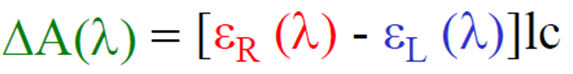 ΔA(λ) = [ε_R (λ) - ε_L (λ)]lc